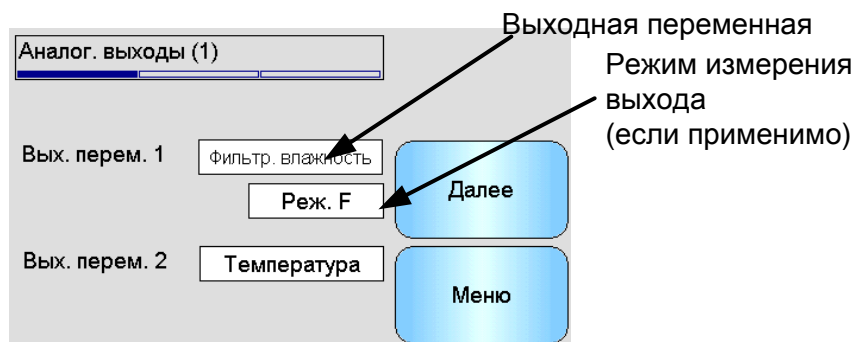 Выходная переменная
Аналог. выходы (1)
Режим измерения
выхода
(если применимо)
Вых. перем. 1
Фильтр. влажность
Реж. F
Далее
Вых. перем. 2
Температура
Меню